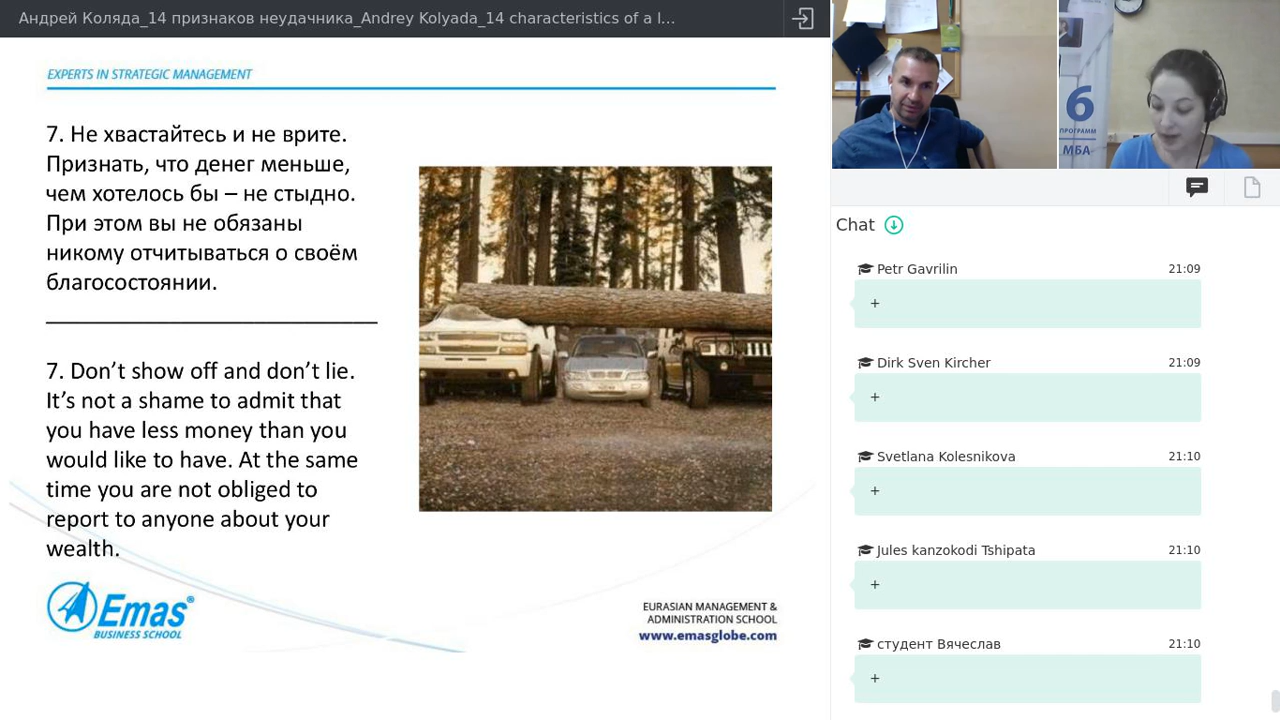 Андрей Коляда_14 признаков неудачника_Andrey Kolyada_14 characteristics of a l...
EXPERTS IN STRATEGIC MANAGEMENT
7. Не хвастайтесь и не врите.
Признать, что денег меньше,
чем хотелось бы – не стыдно.
При этом вы не обязаны
никому отчитываться о своём
благосостоянии.
7. Don’t show off and don’t lie.
It’s not a shame to admit that
you have less money than you
would like to have. At the same
time you are not obliged to
report to anyone about your
wealth.
Emas®
BUSINESS SCHOOL
EURASIAN MANAGEMENT &
ADMINISTRATION SCHOOL
www.emasglobe.com
6
ПРОГРАММ
МБА
Chat
Petr Gavrilin 21:09
+
Dirk Sven Kircher 21:09
+
Svetlana Kolesnikova 21:10
+
Jules kanzokodi Tshipata 21:10
+
студент Вячеслав 21:10
+